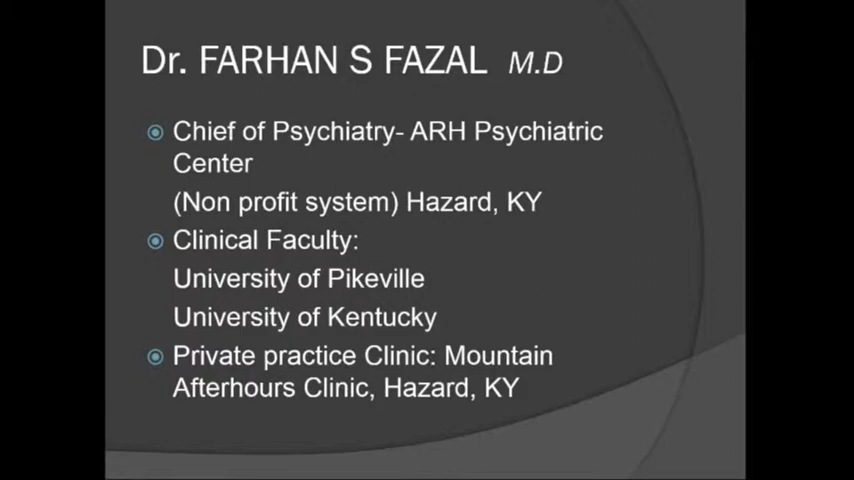 Dr. FARHAN S FAZAL M.D
Chief of Psychiatry- ARH Psychiatric
Center
(Non profit system) Hazard, KY
Clinical Faculty:
University of Pikeville
University of Kentucky
Private practice Clinic: Mountain
Afterhours Clinic, Hazard, KY